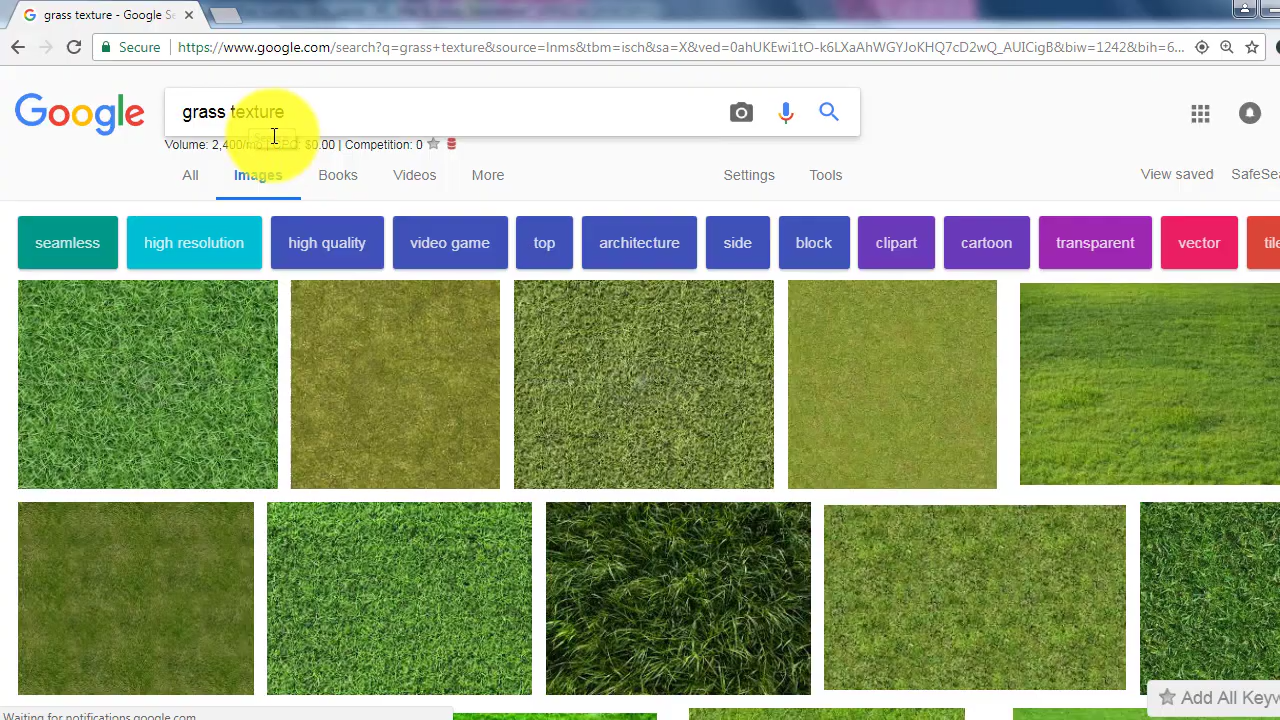 grass texture - Google Se
Secure
https://www.google.com/search?q=grass+texture&source=lnms&tbm=isch&sa=X&ved=0ahUKEwi1tO-k6LXaAhWGYJoKHQ7cD2wQ_AUICigB&biw=1242&bih=6...
Google
grass texture
Volume: 2,400/mo | CPC: $0.00 | Competition: 0
All Images Books Videos More Settings Tools View saved SafeSea
seamless high resolution high quality video game top architecture side block clipart cartoon transparent vector tile
Add All Keyw
Waiting for notifications.google.com